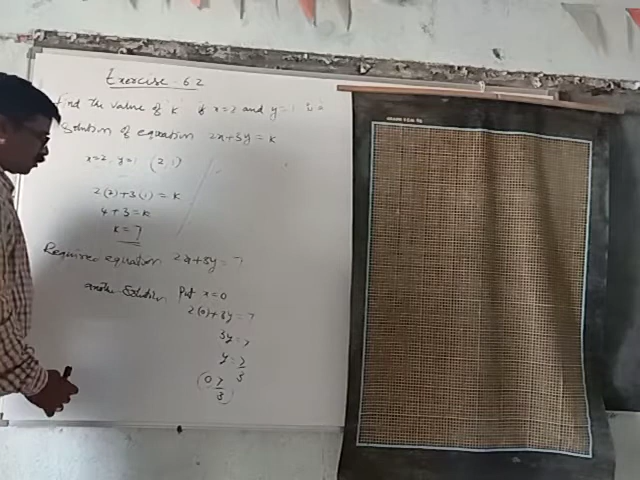 Exercise - 6.2
Find the value of k if x=2 and y=1 is a
Solution of equation 2x+3y=k
x=2, y=1 (2,1)
2(2)+3(1)=k
4+3=k
k=7
Required equation 2x+3y=7
another Solution Put x=0
2(0)+3y=7
3y=7
y=7/3
(0 7/3)